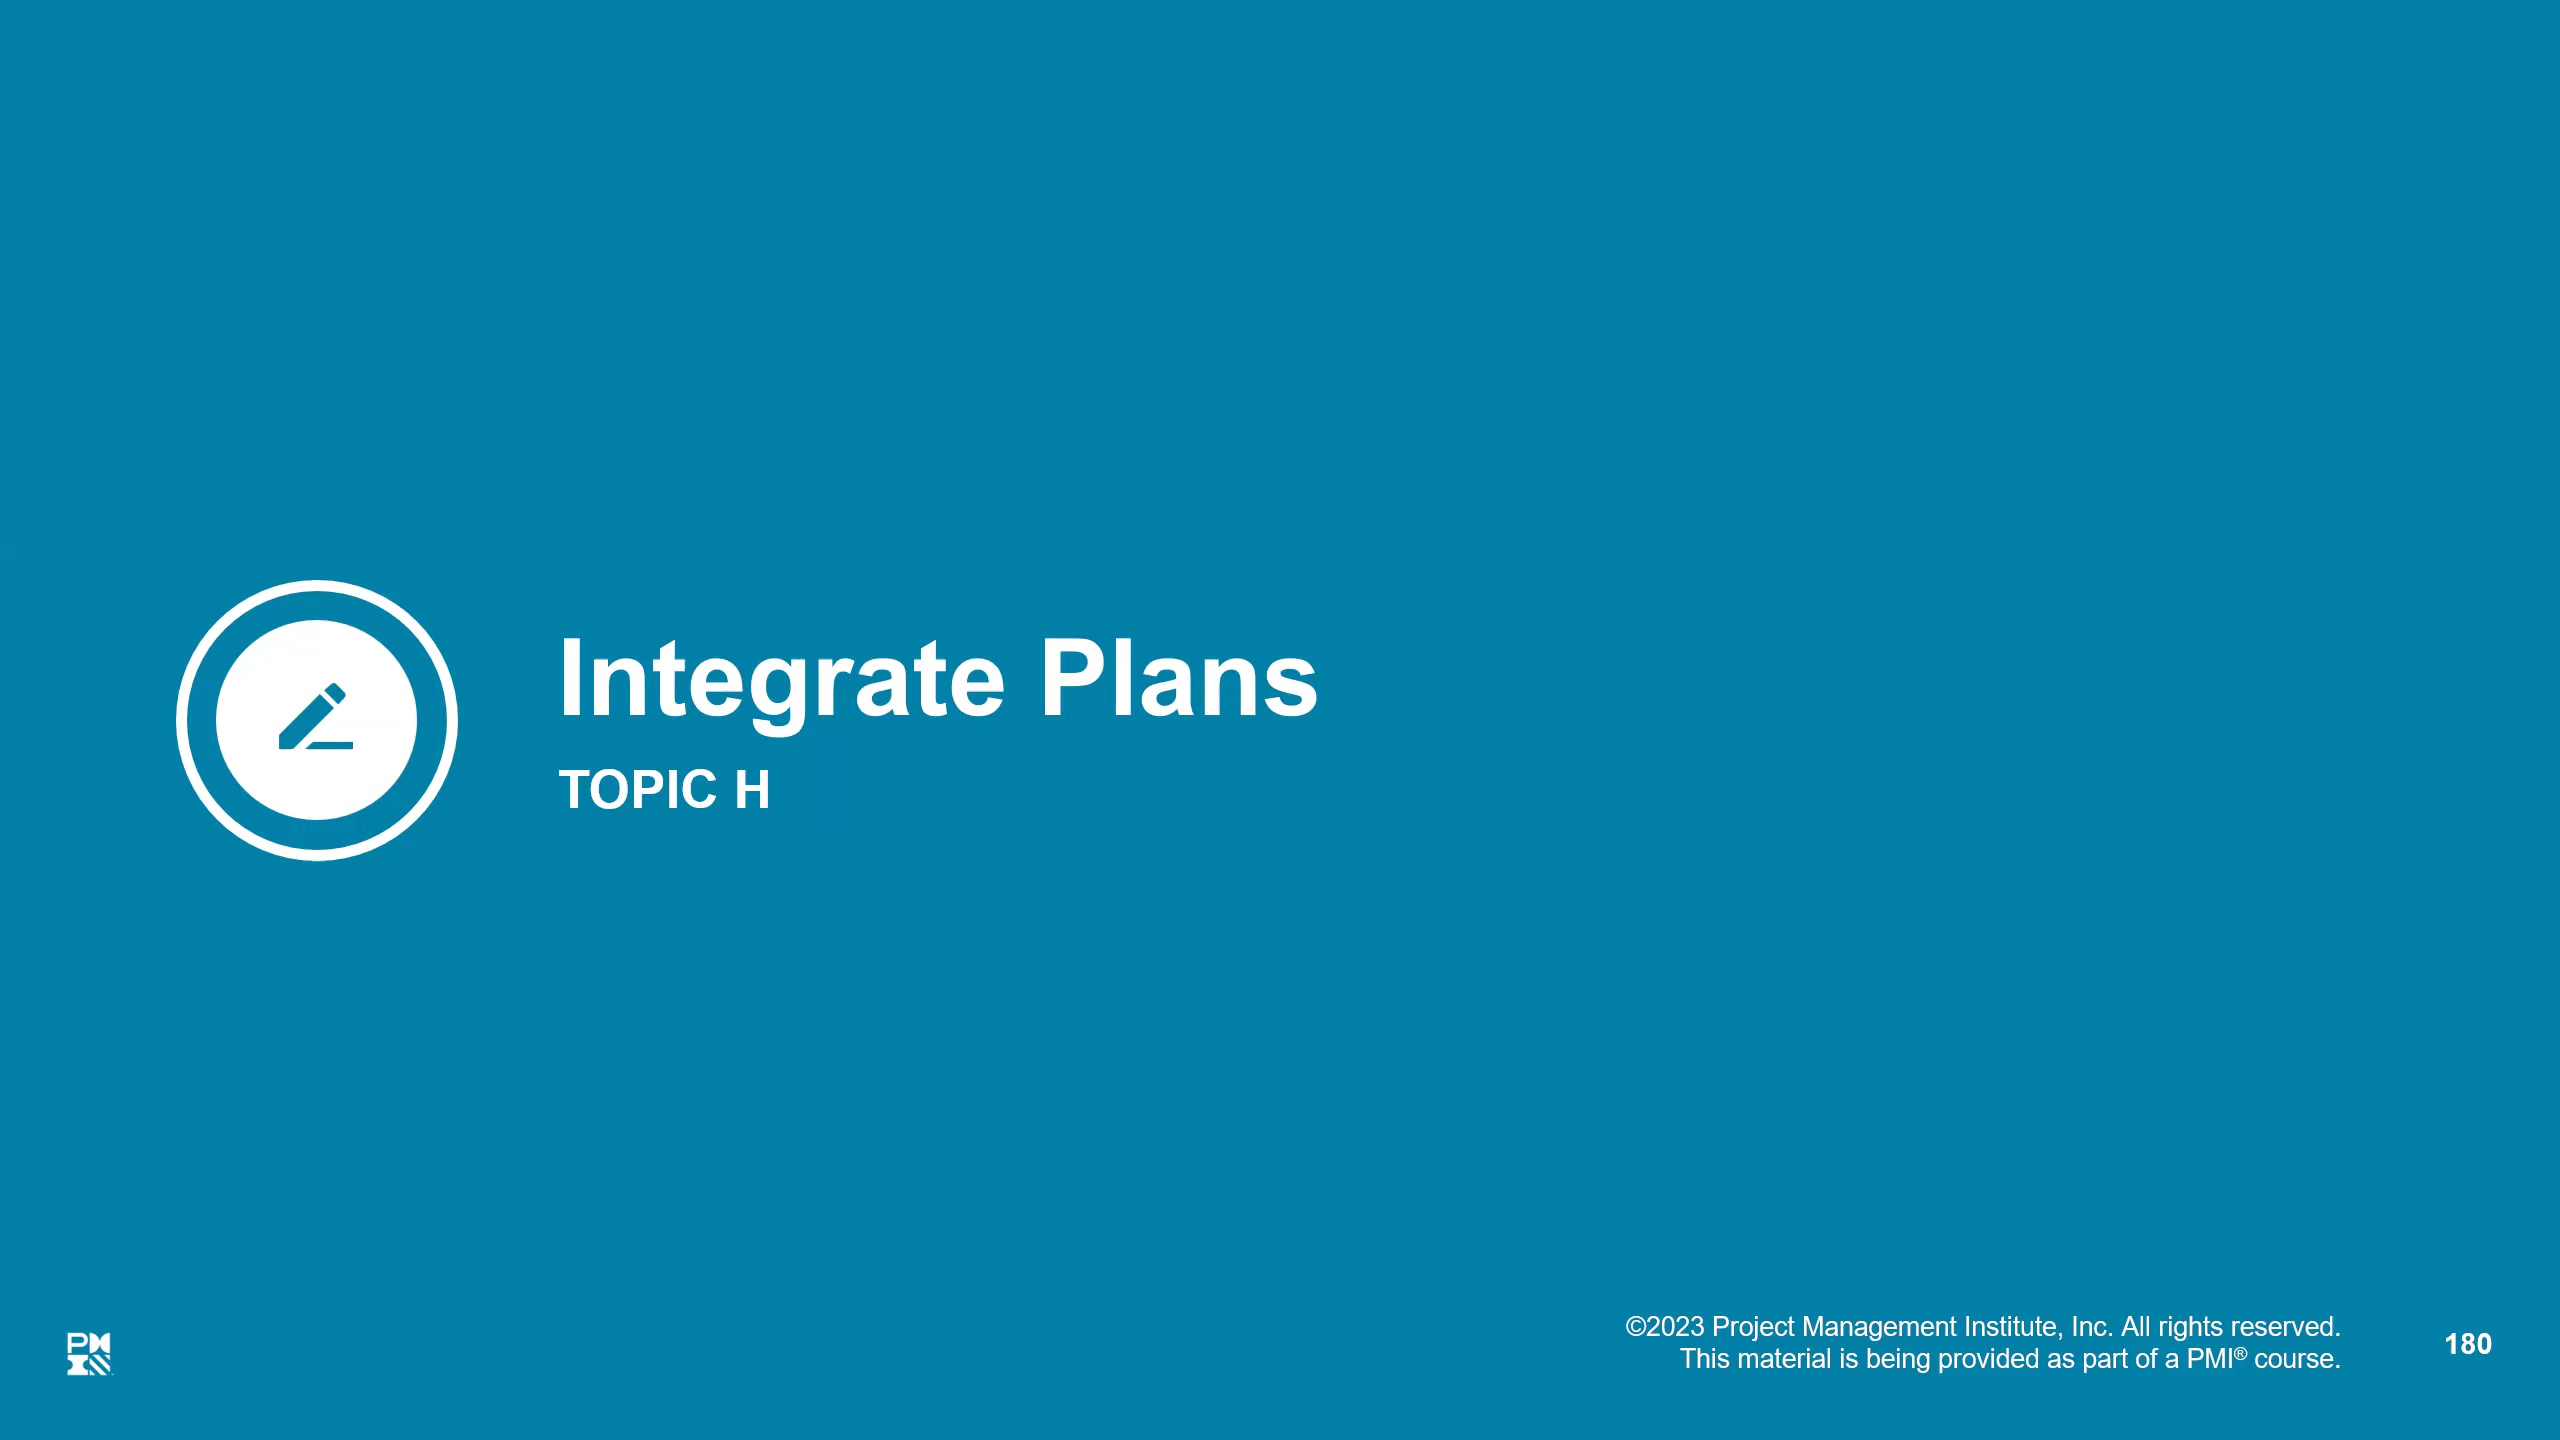 Integrate Plans
TOPIC H
©2023 Project Management Institute, Inc. All rights reserved.
This material is being provided as part of a PMI® course.
180